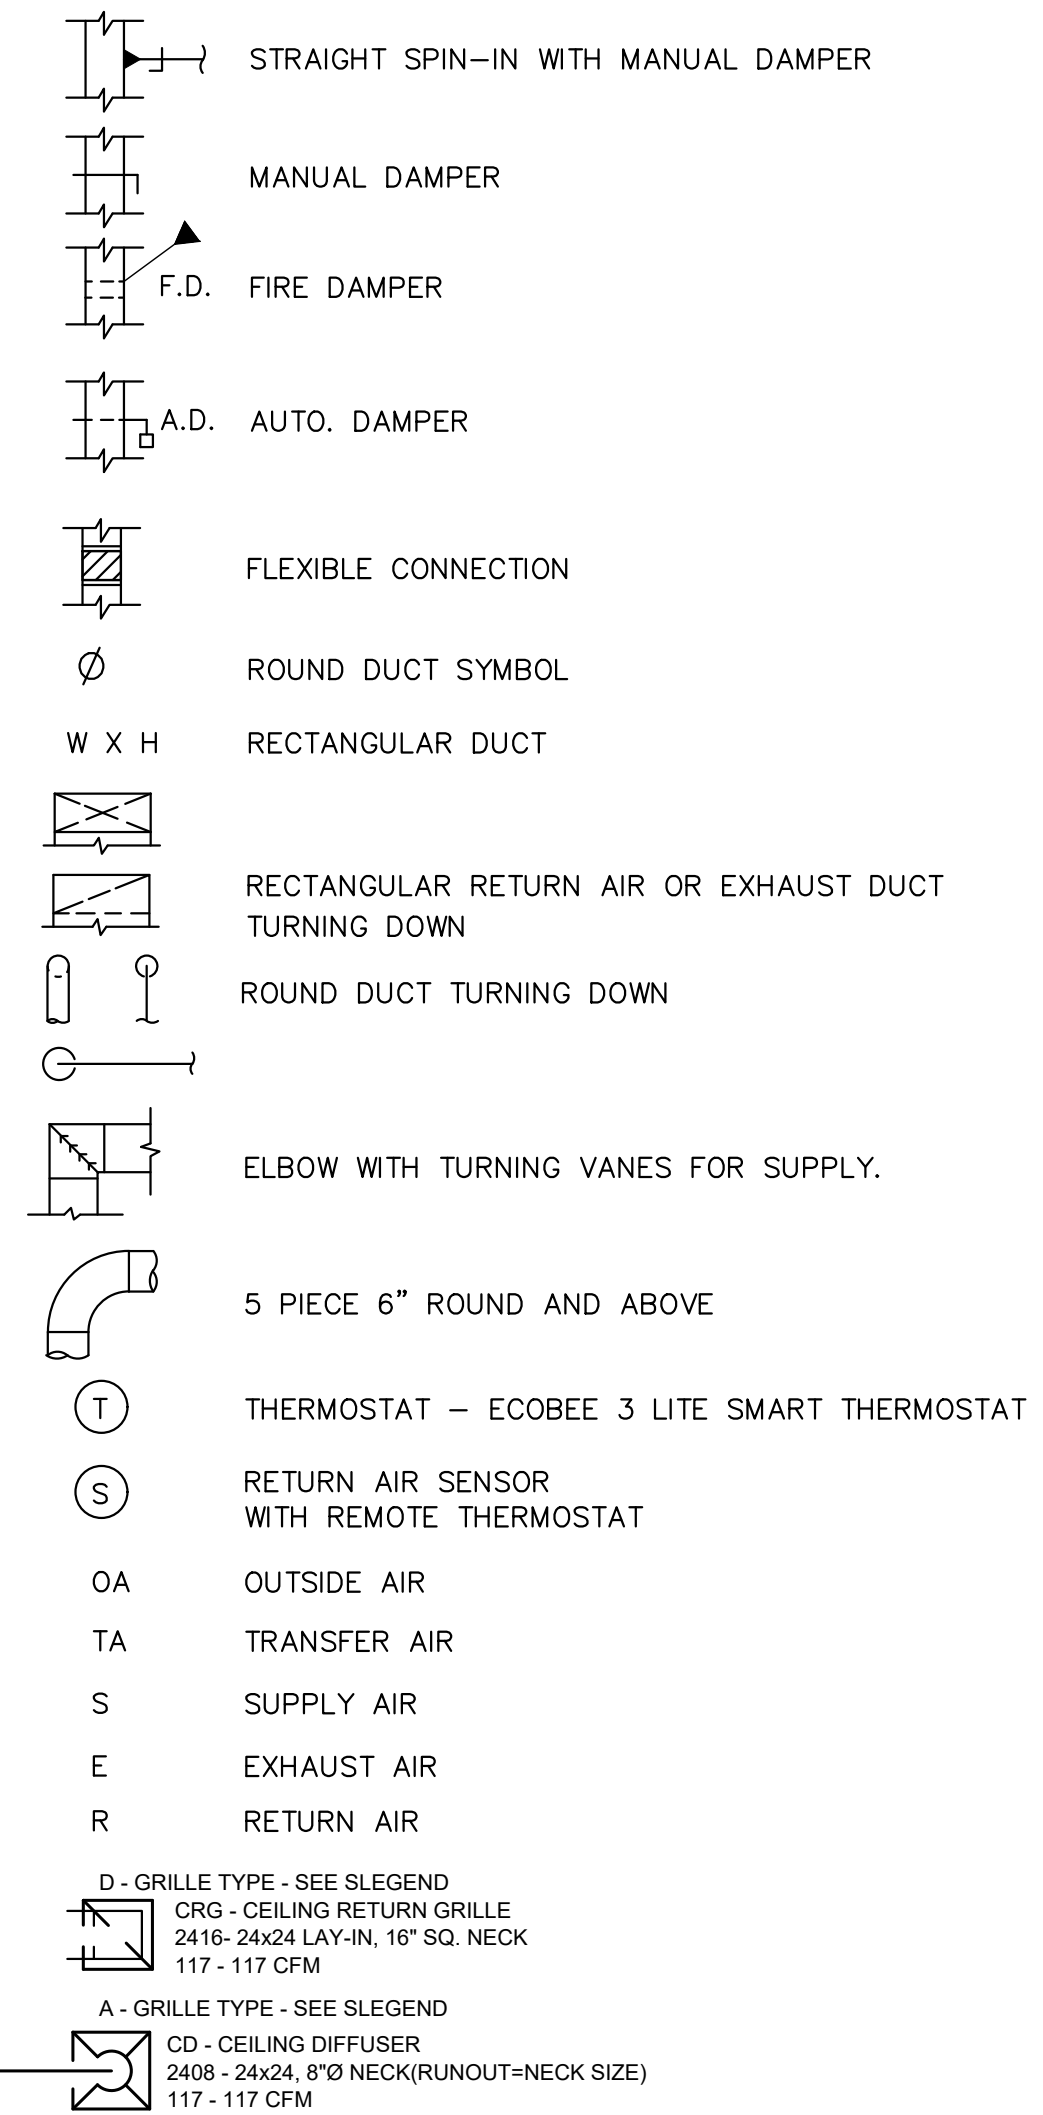 STRAIGHT SPIN-IN WITH MANUAL DAMPER
MANUAL DAMPER
F.D. FIRE DAMPER
A.D. AUTO. DAMPER
FLEXIBLE CONNECTION
Ø ROUND DUCT SYMBOL
W X H RECTANGULAR DUCT
RECTANGULAR RETURN AIR OR EXHAUST DUCT
TURNING DOWN
ROUND DUCT TURNING DOWN
ELBOW WITH TURNING VANES FOR SUPPLY.
5 PIECE 6" ROUND AND ABOVE
T THERMOSTAT - ECOBEE 3 LITE SMART THERMOSTAT
S RETURN AIR SENSOR
WITH REMOTE THERMOSTAT
OA OUTSIDE AIR
TA TRANSFER AIR
S SUPPLY AIR
E EXHAUST AIR
R RETURN AIR
D - GRILLE TYPE - SEE SLEGEND
CRG - CEILING RETURN GRILLE
2416- 24x24 LAY-IN, 16" SQ. NECK
117 - 117 CFM
A - GRILLE TYPE - SEE SLEGEND
CD - CEILING DIFFUSER
2408 - 24x24, 8"Ø NECK(RUNOUT=NECK SIZE)
117 - 117 CFM